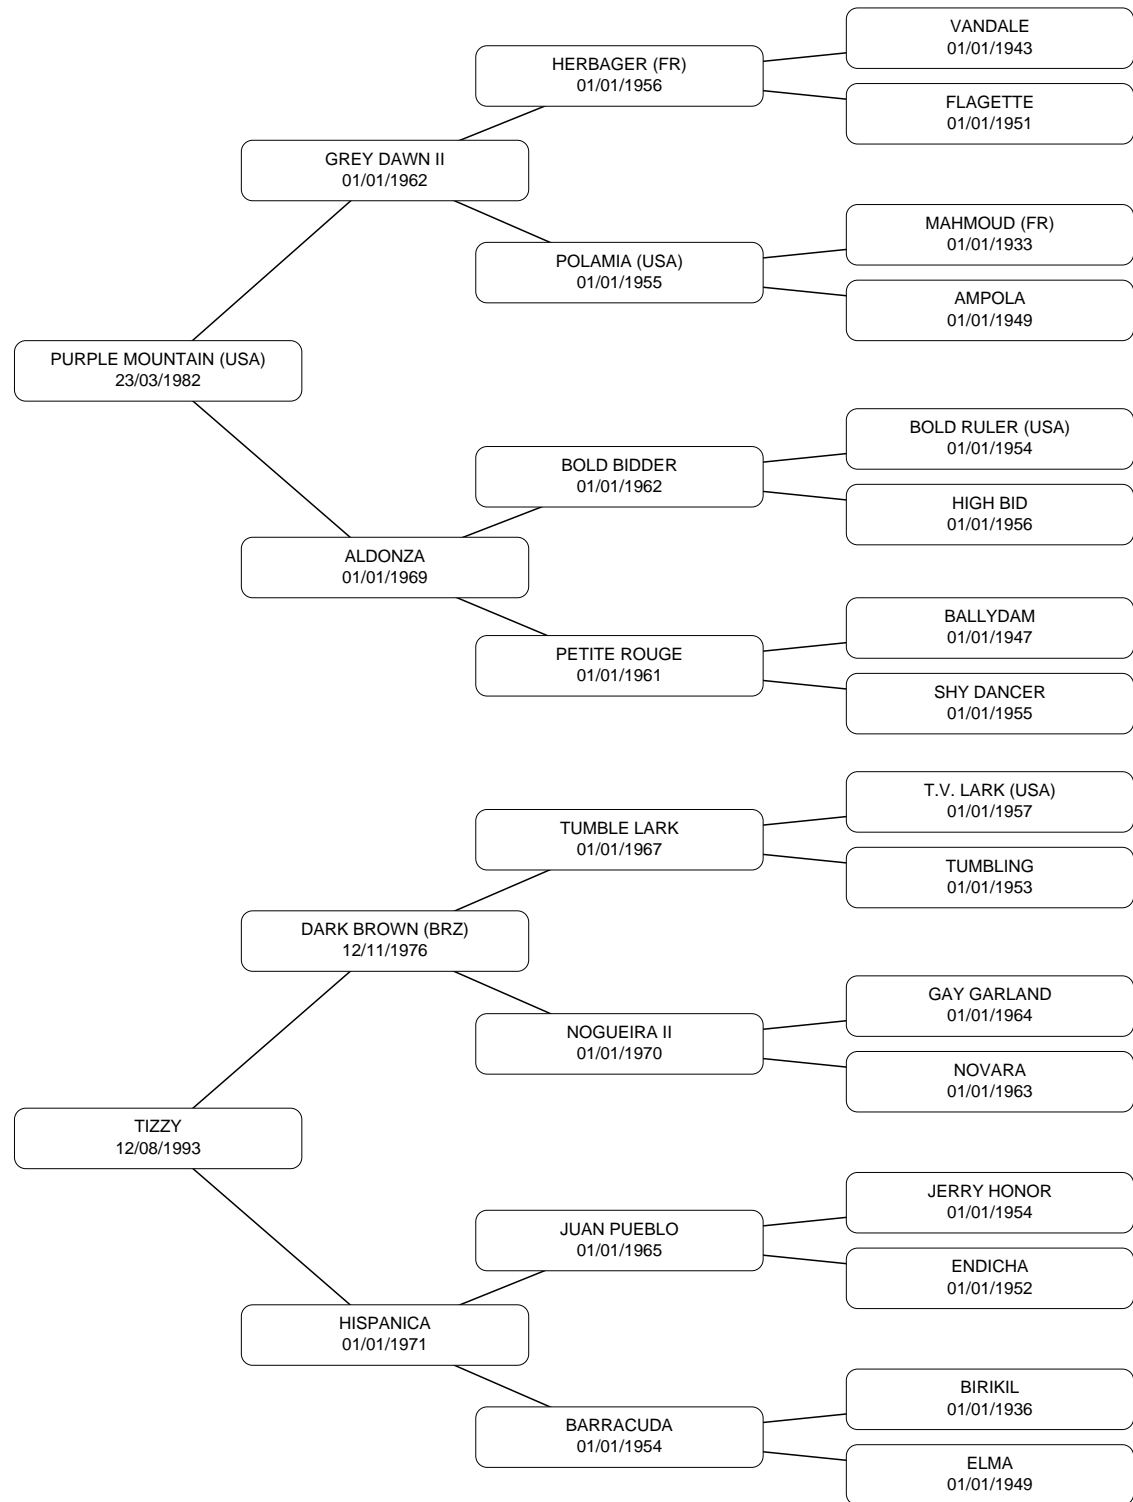 VANDALE
01/01/1943
HERBAGER (FR)
01/01/1956
FLAGETTE
01/01/1951
GREY DAWN II
01/01/1962
MAHMOUD (FR)
01/01/1933
POLAMIA (USA)
01/01/1955
AMPOLA
01/01/1949
PURPLE MOUNTAIN (USA)
23/03/1982
BOLD RULER (USA)
01/01/1954
BOLD BIDDER
01/01/1962
HIGH BID
01/01/1956
ALDONZA
01/01/1969
BALLYDAM
01/01/1947
PETITE ROUGE
01/01/1961
SHY DANCER
01/01/1955
T.V. LARK (USA)
01/01/1957
TUMBLE LARK
01/01/1967
TUMBLING
01/01/1953
DARK BROWN (BRZ)
12/11/1976
GAY GARLAND
01/01/1964
NOGUEIRA II
01/01/1970
NOVARA
01/01/1963
TIZZY
12/08/1993
JERRY HONOR
01/01/1954
JUAN PUEBLO
01/01/1965
ENDICHA
01/01/1952
HISPANICA
01/01/1971
BIRIKIL
01/01/1936
BARRACUDA
01/01/1954
ELMA
01/01/1949